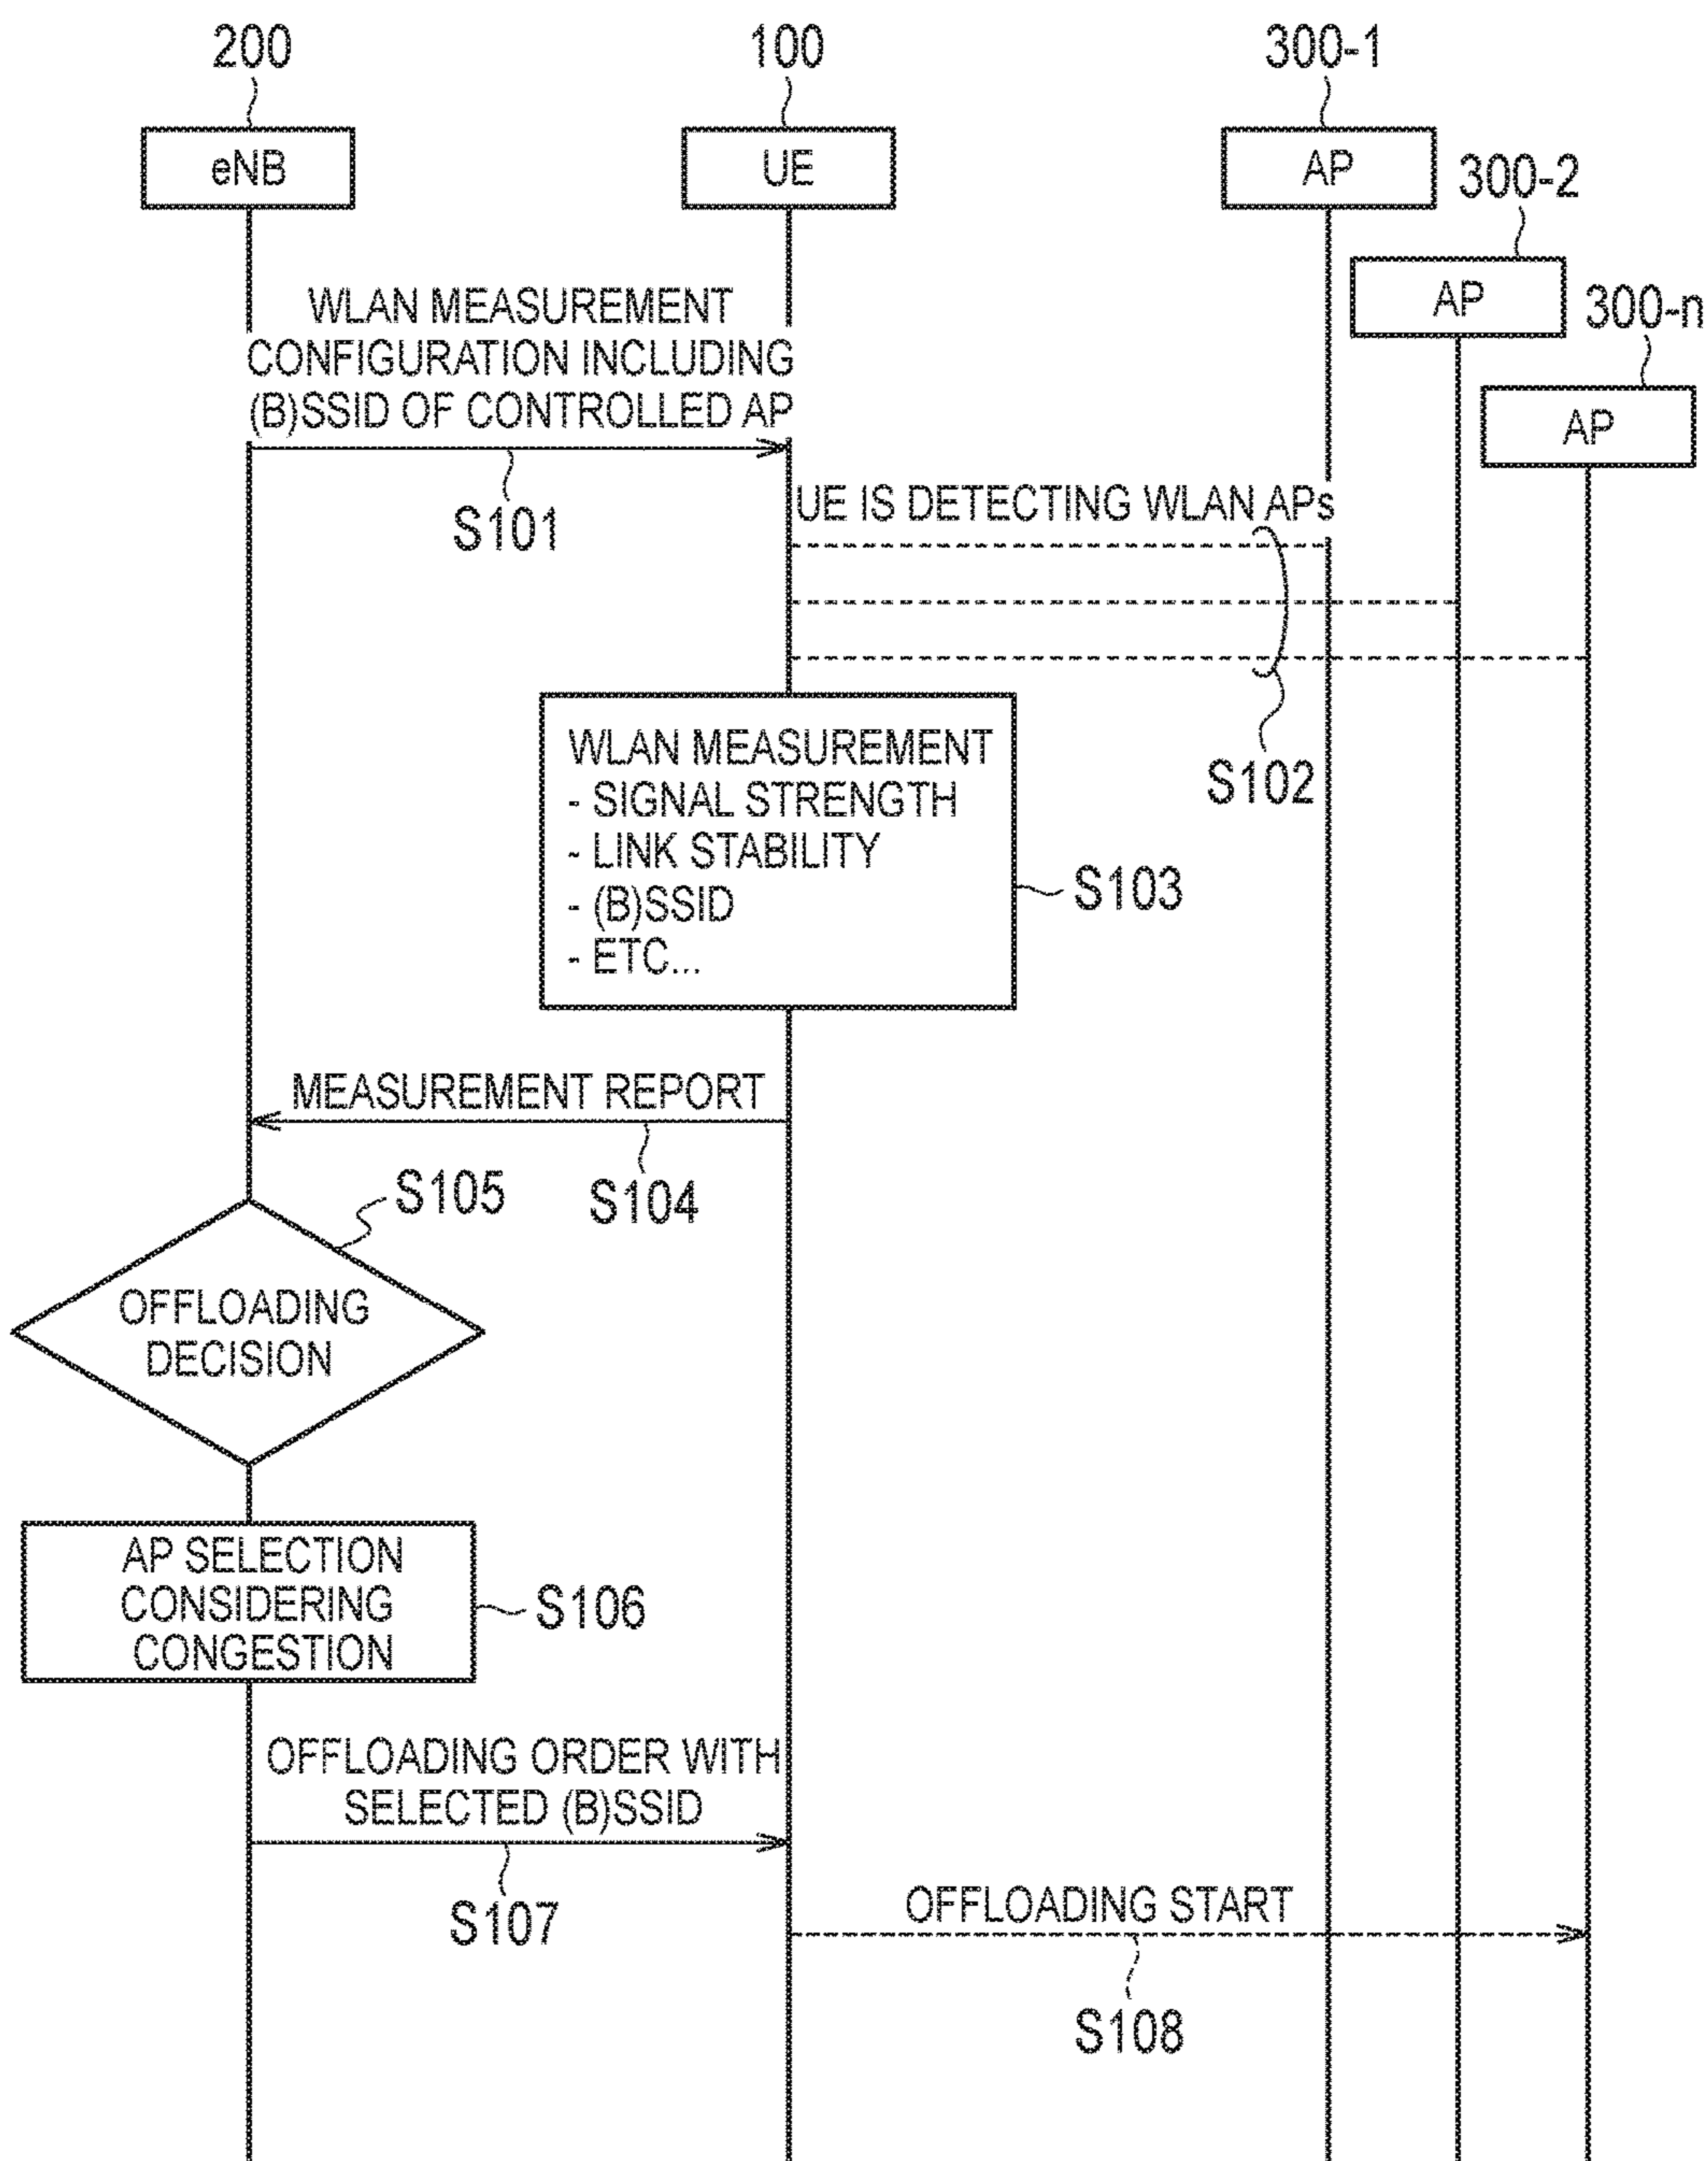 200
100
300-1
eNB
UE
AP
300-2
AP
300-n
AP
WLAN MEASUREMENT
CONFIGURATION INCLUDING
(B)SSID OF CONTROLLED AP
S101
UE IS DETECTING WLAN APs
S102
WLAN MEASUREMENT
- SIGNAL STRENGTH
- LINK STABILITY
- (B)SSID
- ETC...
S103
MEASUREMENT REPORT
S104
S105
OFFLOADING
DECISION
AP SELECTION
CONSIDERING
CONGESTION
S106
OFFLOADING ORDER WITH
SELECTED (B)SSID
S107
OFFLOADING START
S108